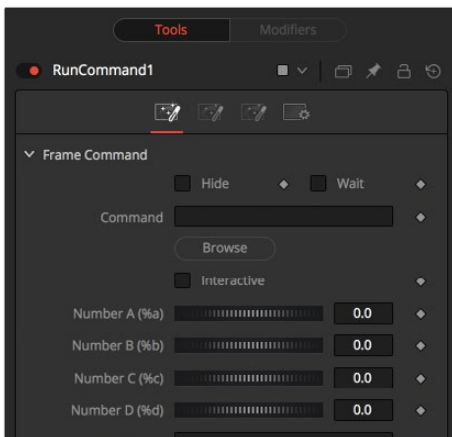 Tools Modifiers
RunCommand1
Frame Command
Hide Wait
Command
Browse
Interactive
Number A (%a) 0.0
Number B (%b) 0.0
Number C (%c) 0.0
Number D (%d) 0.0